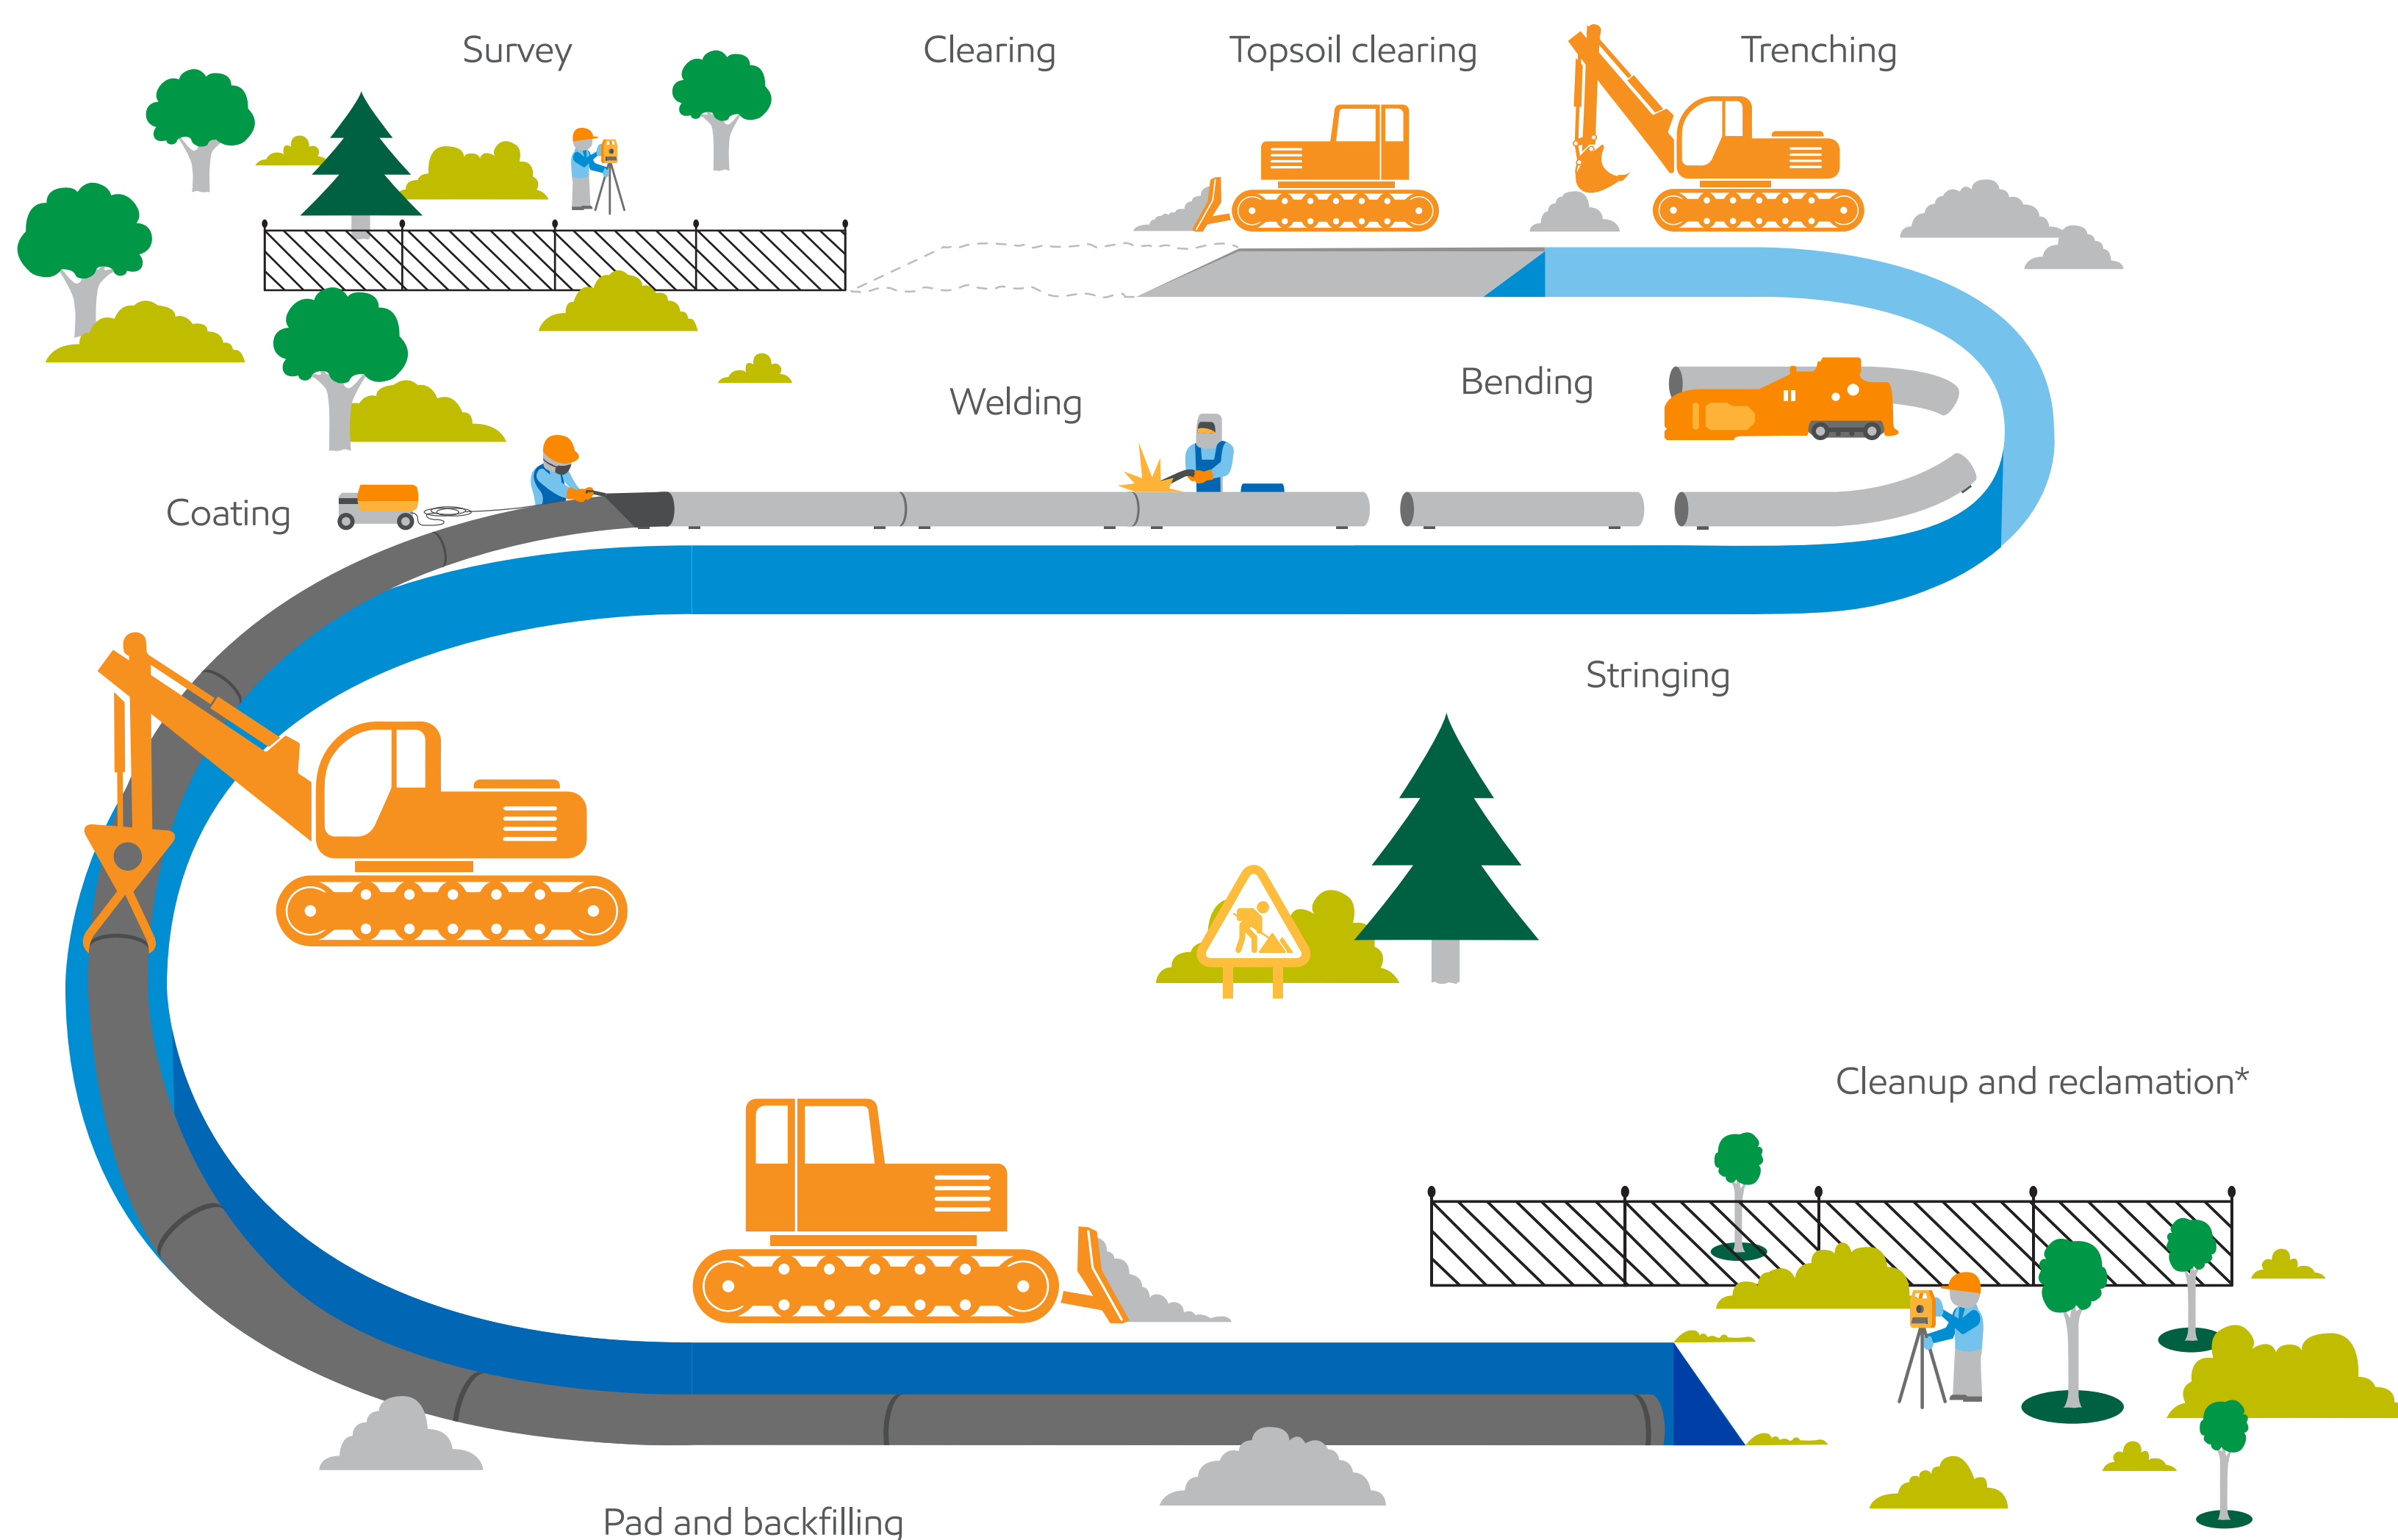 Survey
Clearing
Topsoil clearing
Trenching
Bending
Welding
Coating
Stringing
Cleanup and reclamation*
Pad and backfilling